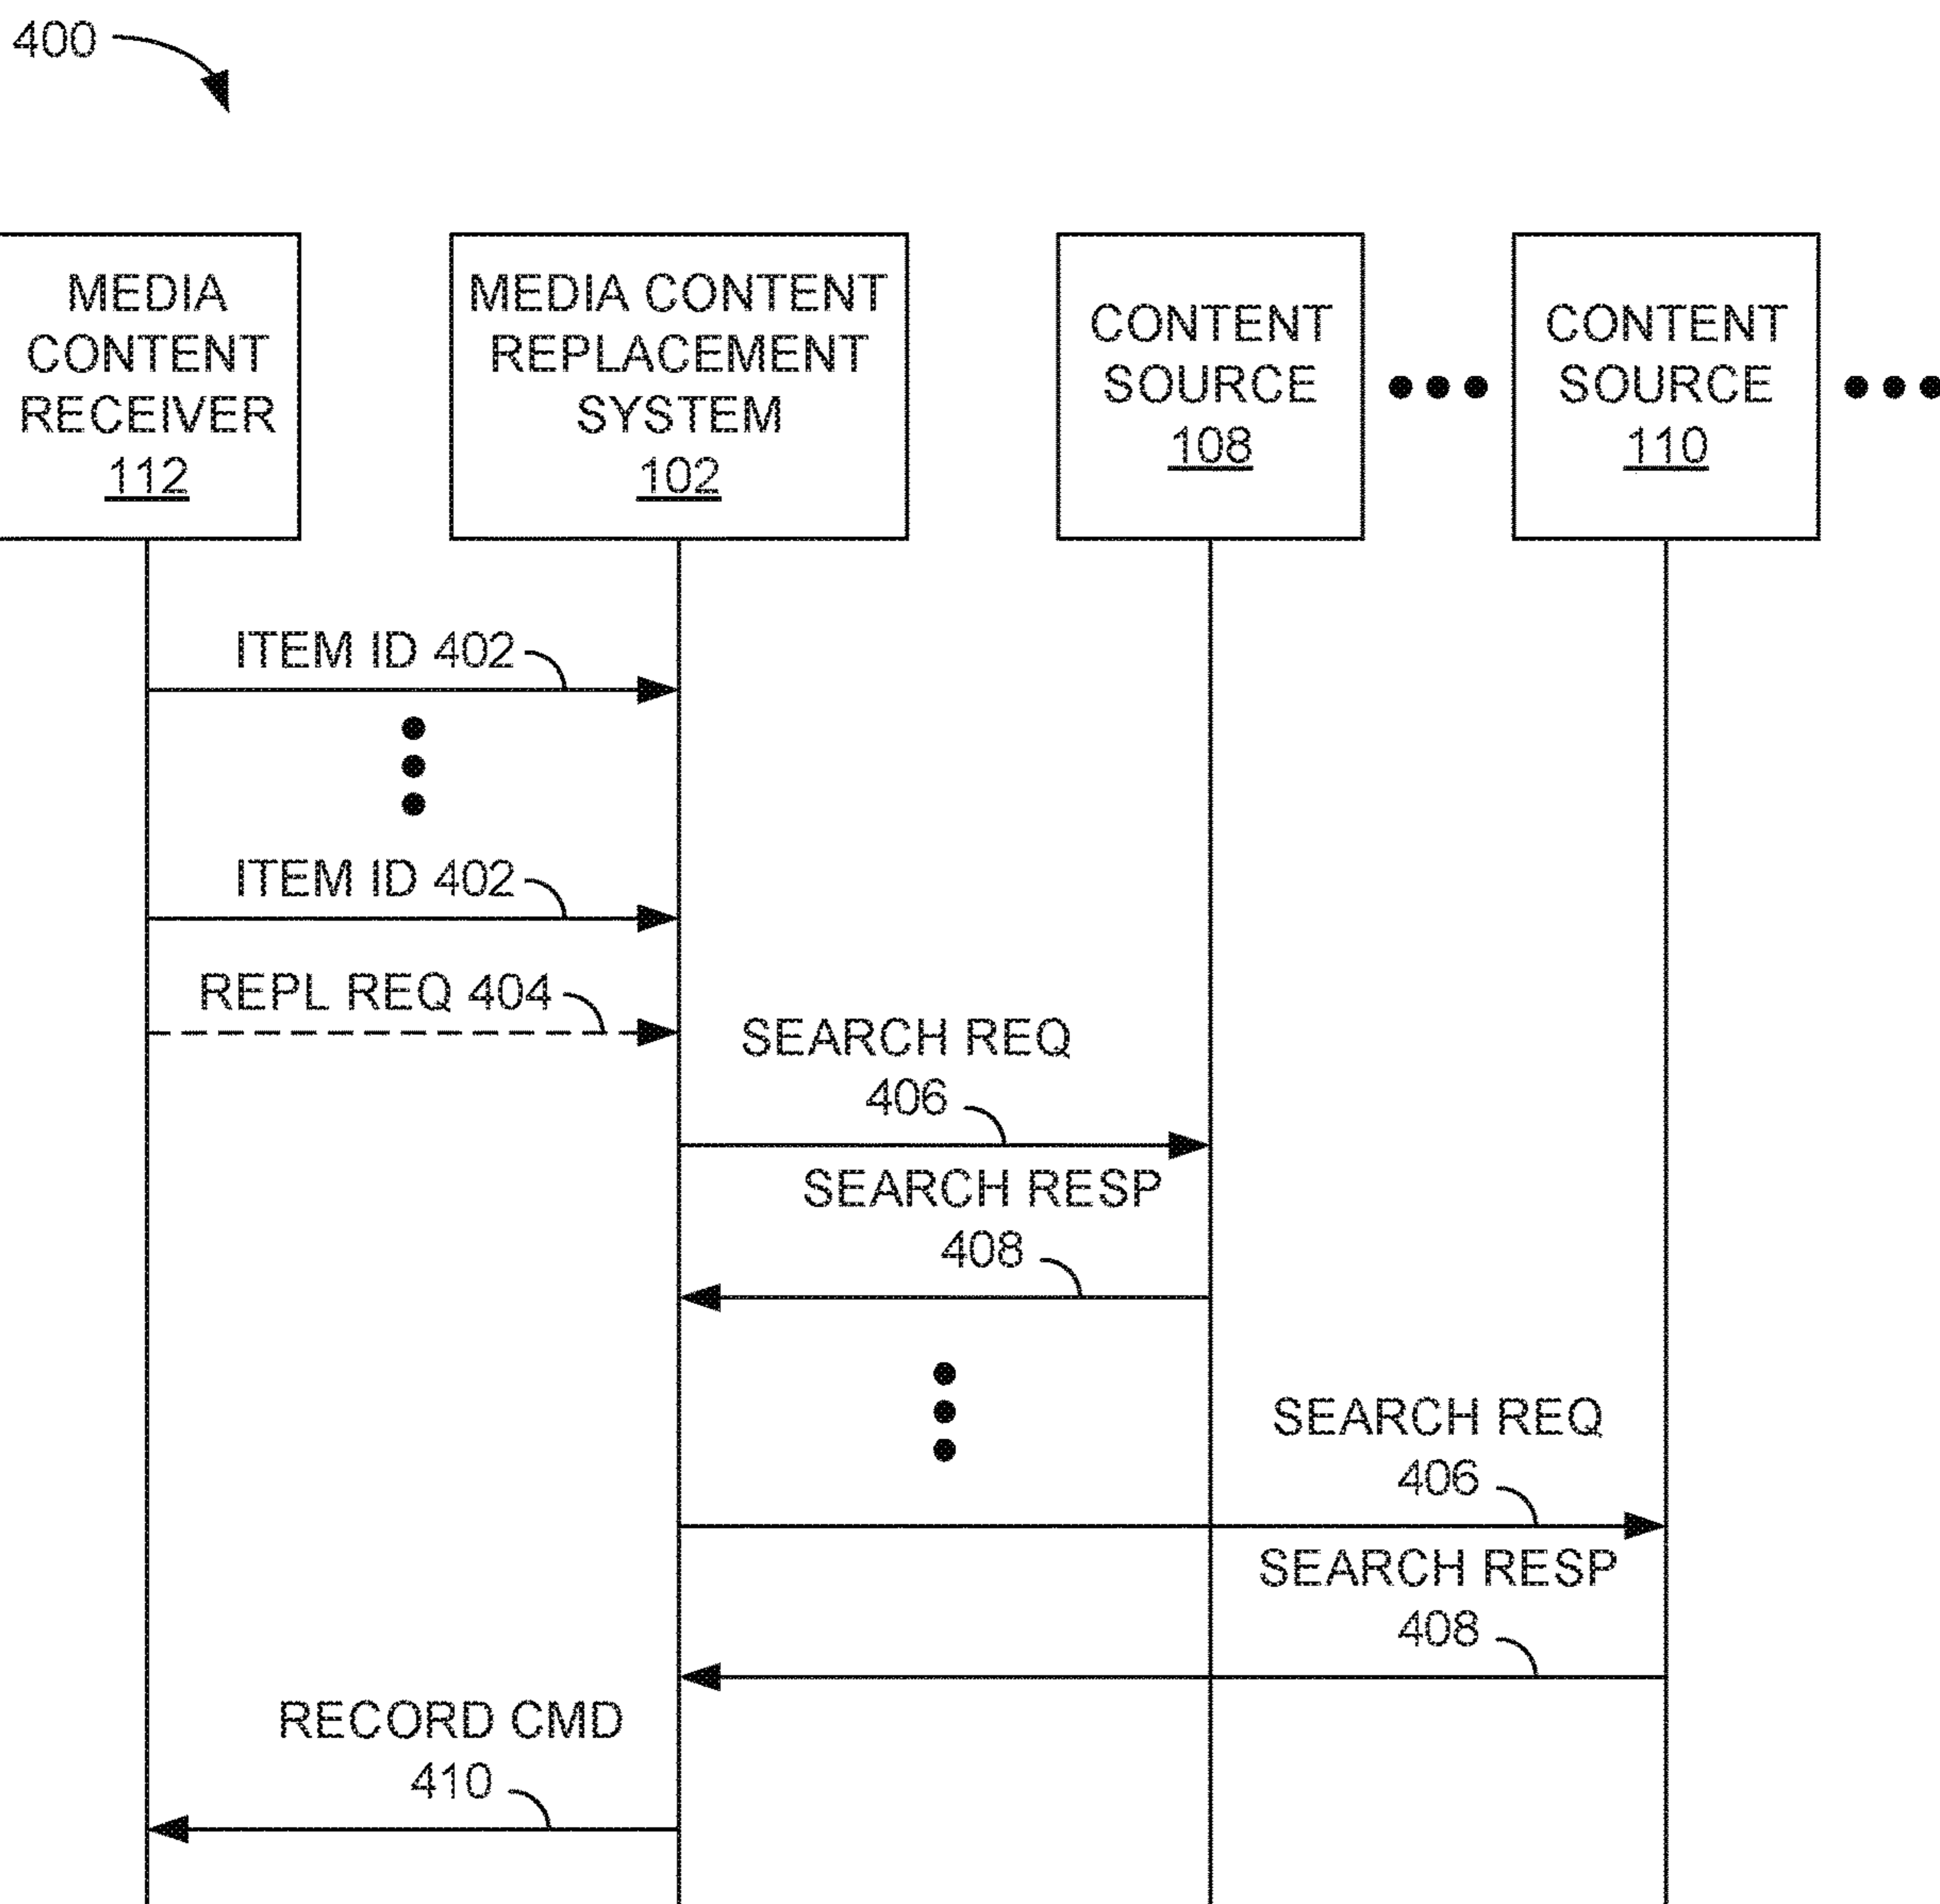 400
MEDIA
CONTENT
RECEIVER
112
MEDIA CONTENT
REPLACEMENT
SYSTEM
102
CONTENT
SOURCE
108
CONTENT
SOURCE
110
ITEM ID 402
ITEM ID 402
REPL REQ 404
SEARCH REQ
406
SEARCH RESP
408
SEARCH REQ
406
SEARCH RESP
408
RECORD CMD
410